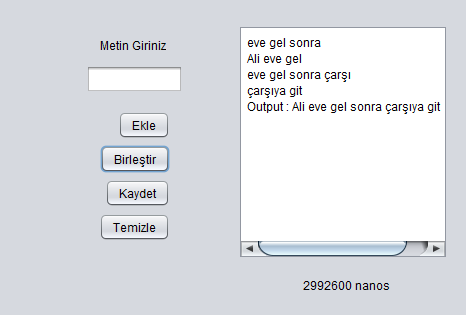 Metin Giriniz
Ekle
Birleştir
Kaydet
Temizle
eve gel sonra
Ali eve gel
eve gel sonra çarşı
çarşıya git
Output : Ali eve gel sonra çarşıya git
2992600 nanos